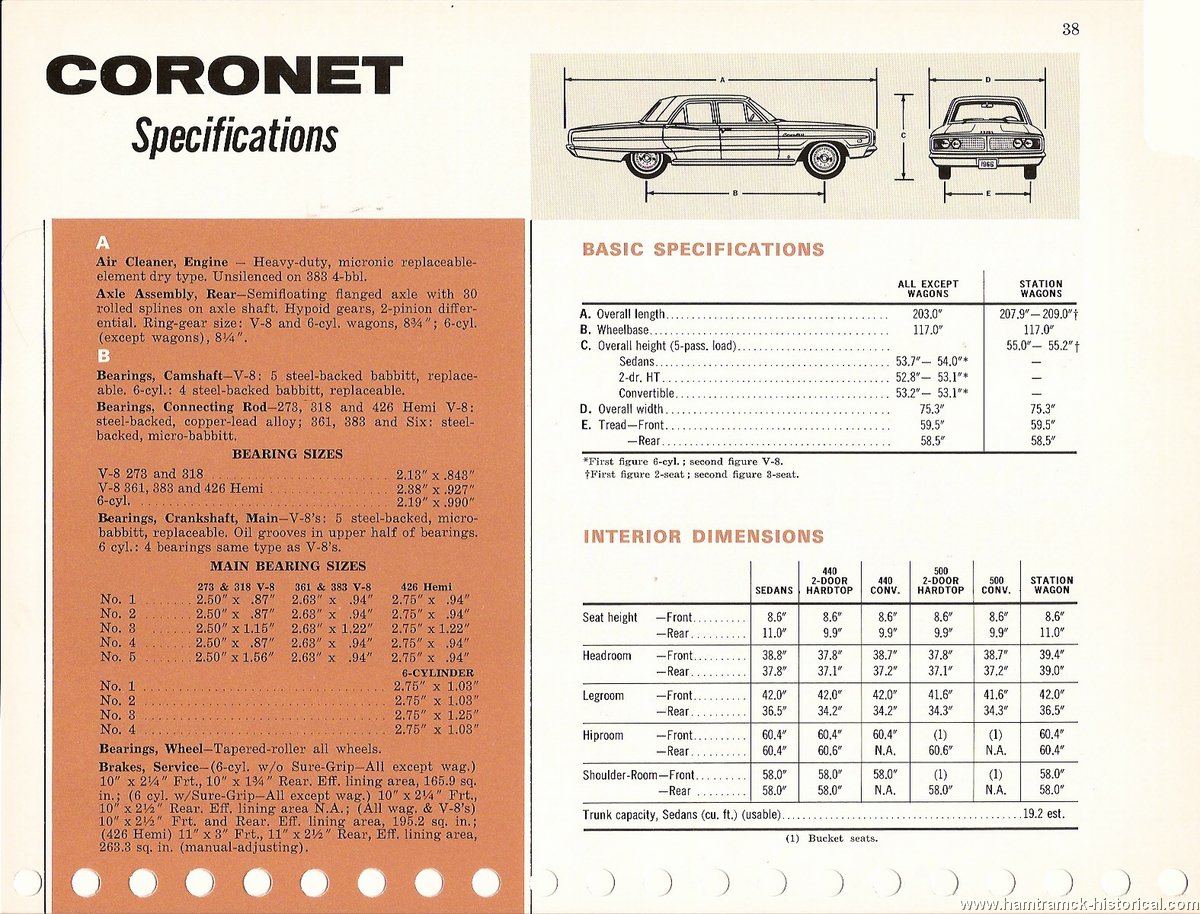 38
CORONET
Specifications
A
D
C
B
E
1966
A
Air Cleaner, Engine — Heavy-duty, micronic replaceable-
element dry type. Unsilenced on 383 4-bbl.
Axle Assembly, Rear—Semifloating flanged axle with 30
rolled splines on axle shaft. Hypoid gears, 2-pinion differ-
ential. Ring-gear size: V-8 and 6-cyl. wagons, 8¾"; 6-cyl.
(except wagons), 8¼".
B
Bearings, Camshaft—V-8: 5 steel-backed babbitt, replace-
able. 6-cyl.: 4 steel-backed babbitt, replaceable.
Bearings, Connecting Rod—273, 318 and 426 Hemi V-8:
steel-backed, copper-lead alloy; 361, 383 and Six: steel-
backed, micro-babbitt.
BEARING SIZES
V-8 273 and 318 . . . . . . . . . . 2.13" x .843"
V-8 361, 383 and 426 Hemi . . . . . . . . . . 2.38" x .927"
6-cyl. . . . . . . . . . . 2.19" x .990"
Bearings, Crankshaft, Main—V-8's: 5 steel-backed, micro-
babbitt, replaceable. Oil grooves in upper half of bearings.
6 cyl.: 4 bearings same type as V-8's.
MAIN BEARING SIZES
273 & 318 V-8 361 & 383 V-8 426 Hemi
No. 1 . . . . . . . . 2.50" x .87" 2.63" x .94" 2.75" x .94"
No. 2 . . . . . . . . 2.50" x .87" 2.63" x .94" 2.75" x .94"
No. 3 . . . . . . . . 2.50" x 1.15" 2.63" x 1.22" 2.75" x 1.22"
No. 4 . . . . . . . . 2.50" x .87" 2.63" x .94" 2.75" x .94"
No. 5 . . . . . . . . 2.50" x 1.56" 2.63" x .94" 2.75" x .94"
6-CYLINDER
No. 1 . . . . . . . . . . 2.75" x 1.03"
No. 2 . . . . . . . . . . 2.75" x 1.03"
No. 3 . . . . . . . . . . 2.75" x 1.25"
No. 4 . . . . . . . . . . 2.75" x 1.03"
Bearings, Wheel—Tapered-roller all wheels.
Brakes, Service—(6-cyl. w/o Sure-Grip—All except wag.)
10" x 2¼" Frt., 10" x 1¾" Rear. Eff. lining area, 165.9 sq.
in.; (6 cyl. w/Sure-Grip—All except wag.) 10" x 2¼" Frt.,
10" x 2½" Rear. Eff. lining area N.A.; (All wag. & V-8's)
10" x 2½" Frt. and Rear. Eff. lining area, 195.2 sq. in.;
(426 Hemi) 11" x 3" Frt., 11" x 2½" Rear, Eff. lining area,
263.3 sq. in. (manual-adjusting).
BASIC SPECIFICATIONS
ALL EXCEPT WAGONS STATION WAGONS
A. Overall length . . . . . . . . . . 203.0" 207.9"—209.0"†
B. Wheelbase . . . . . . . . . . 117.0" 117.0"
C. Overall height (5-pass. load) . . . . . . . . . . 55.0"— 55.2"†
Sedans . . . . . . . . . . 53.7"— 54.0"* —
2-dr. HT . . . . . . . . . . 52.8"— 53.1"* —
Convertible . . . . . . . . . . 53.2"— 53.1"* —
D. Overall width . . . . . . . . . . 75.3" 75.3"
E. Tread—Front . . . . . . . . . . 59.5" 59.5"
—Rear . . . . . . . . . . 58.5" 58.5"
*First figure 6-cyl.; second figure V-8.
†First figure 2-seat; second figure 3-seat.
INTERIOR DIMENSIONS
SEDANS 440 2-DOOR HARDTOP 440 CONV. 500 2-DOOR HARDTOP 500 CONV. STATION WAGON
Seat height —Front . . . . . . . . . . 8.6" 8.6" 8.6" 8.6" 8.6" 8.6"
—Rear . . . . . . . . . . 11.0" 9.9" 9.9" 9.9" 9.9" 11.0"
Headroom —Front . . . . . . . . . . 38.8" 37.8" 38.7" 37.8" 38.7" 39.4"
—Rear . . . . . . . . . . 37.8" 37.1" 37.2" 37.1" 37.2" 39.0"
Legroom —Front . . . . . . . . . . 42.0" 42.0" 42.0" 41.6" 41.6" 42.0"
—Rear . . . . . . . . . . 36.5" 34.2" 34.2" 34.3" 34.3" 36.5"
Hiproom —Front . . . . . . . . . . 60.4" 60.4" 60.4" (1) (1) 60.4"
—Rear . . . . . . . . . . 60.4" 60.6" N.A. 60.6" N.A. 60.4"
Shoulder-Room—Front . . . . . . . . . . 58.0" 58.0" 58.0" (1) (1) 58.0"
—Rear . . . . . . . . . . 58.0" 58.0" N.A. 58.0" N.A. 58.0"
Trunk capacity, Sedans (cu. ft.) (usable) . . . . . . . . . . 19.2 est.
(1) Bucket seats.
www.hamtramck-historical.com